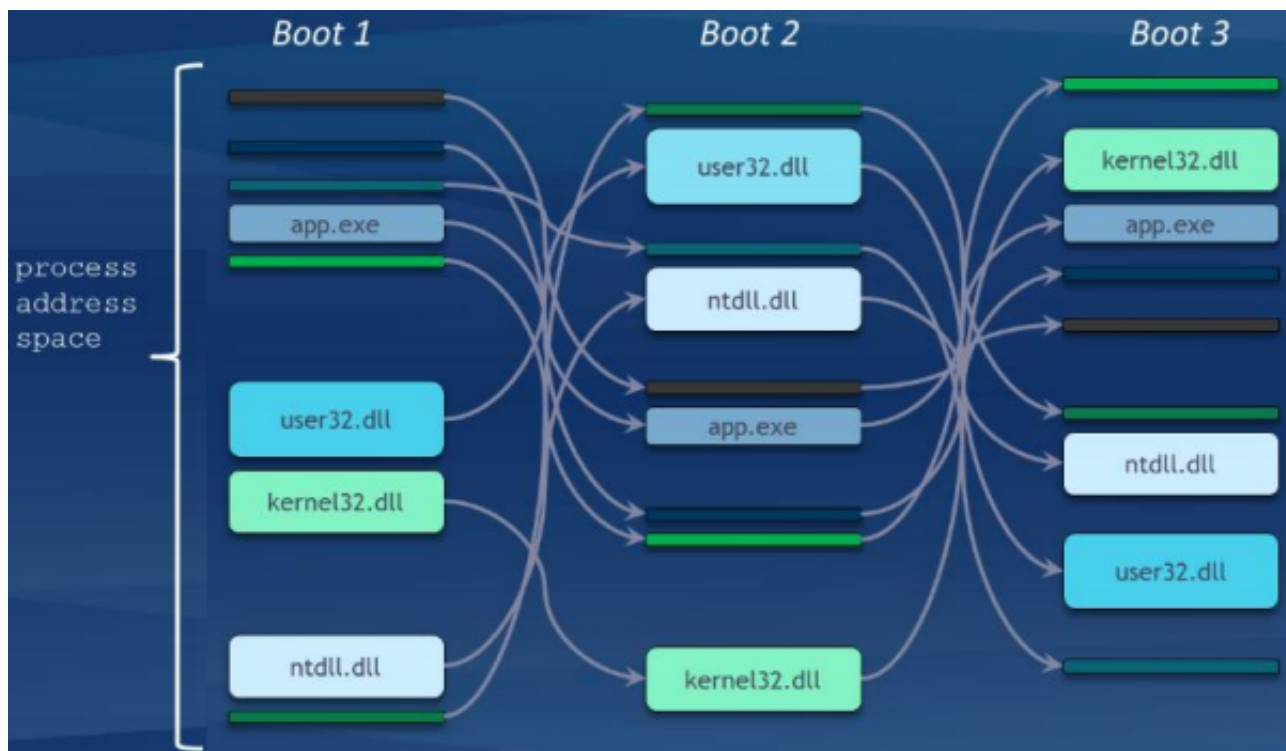 Boot 1
Boot 2
Boot 3
process
address
space
app.exe
user32.dll
kernel32.dll
ntdll.dll
user32.dll
ntdll.dll
app.exe
kernel32.dll
kernel32.dll
app.exe
ntdll.dll
user32.dll